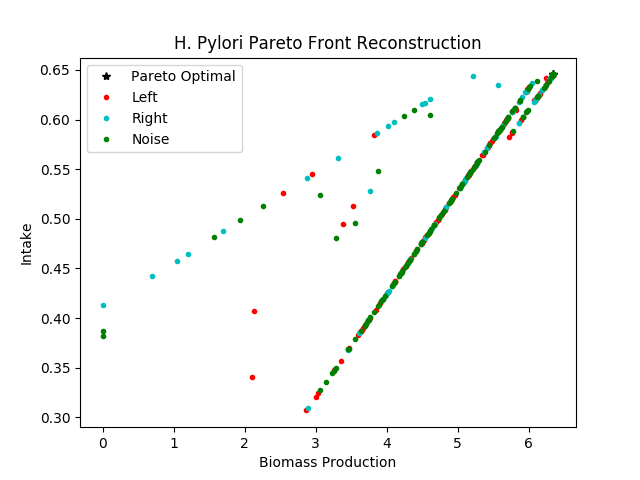 H. Pylori Pareto Front Reconstruction
Pareto Optimal
Left
Right
Noise
0.65
0.60
0.55
0.50
0.45
0.40
0.35
0.30
Intake
0 1 2 3 4 5 6
Biomass Production